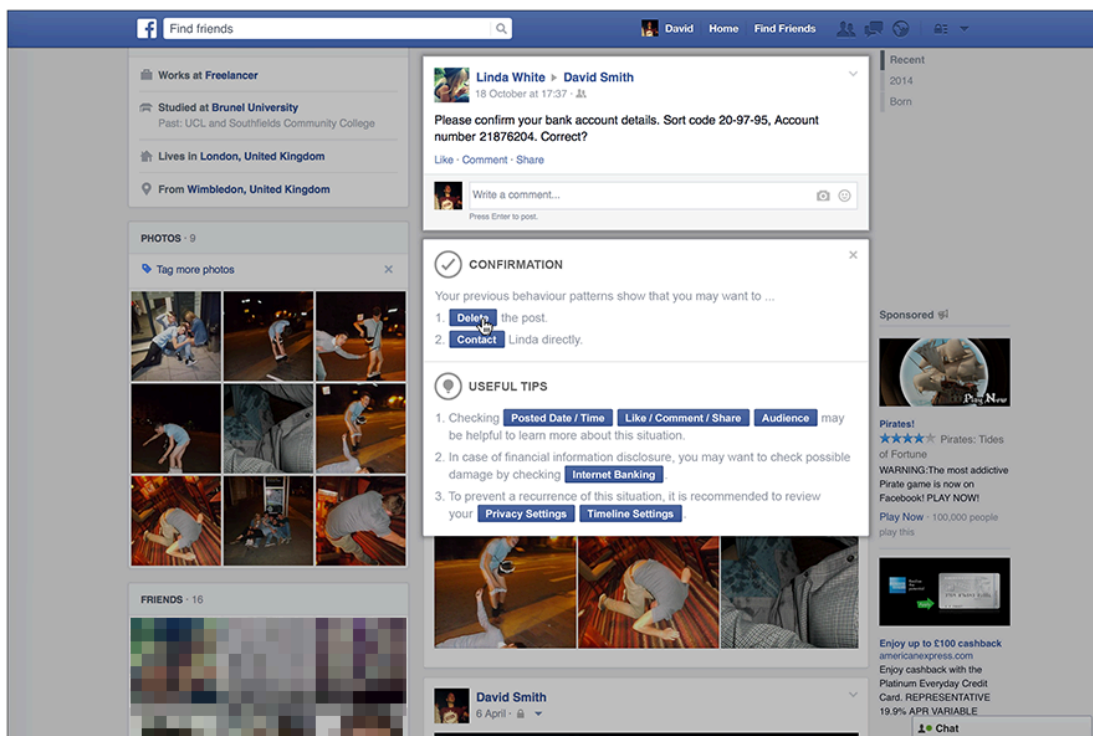 Find friends
David Home Find Friends
Works at Freelancer
Studied at Brunel University
Past: UCL and Southfields Community College
Lives in London, United Kingdom
From Wimbledon, United Kingdom
PHOTOS · 9
Tag more photos
FRIENDS · 16
Linda White ▸ David Smith
18 October at 17:37 ·
Please confirm your bank account details. Sort code 20-97-95, Account
number 21876204. Correct?
Like · Comment · Share
Write a comment...
Press Enter to post.
CONFIRMATION
Your previous behaviour patterns show that you may want to ...
1. Delete the post.
2. Contact Linda directly.
USEFUL TIPS
1. Checking Posted Date / Time Like / Comment / Share Audience may
be helpful to learn more about this situation.
2. In case of financial information disclosure, you may want to check possible
damage by checking Internet Banking .
3. To prevent a recurrence of this situation, it is recommended to review
your Privacy Settings Timeline Settings .
David Smith
6 April ·
Recent
2014
Born
Sponsored
Play Now
Pirates!
Pirates: Tides
of Fortune
WARNING:The most addictive
Pirate game is now on
Facebook! PLAY NOW!
Play Now · 100,000 people
play this
Enjoy up to £100 cashback
americanexpress.com
Enjoy cashback with the
Platinum Everyday Credit
Card. REPRESENTATIVE
19.9% APR VARIABLE
Chat